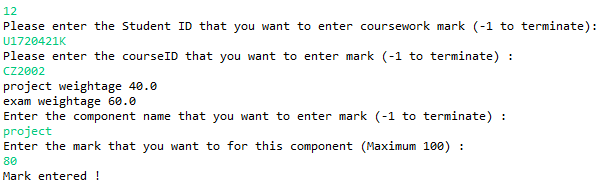 12
Please enter the Student ID that you want to enter coursework mark (-1 to terminate):
U1720421K
Please enter the courseID that you want to enter mark (-1 to terminate) :
CZ2002
project weightage 40.0
exam weightage 60.0
Enter the component name that you want to enter mark (-1 to terminate) :
project
Enter the mark that you want to for this component (Maximum 100) :
80
Mark entered !